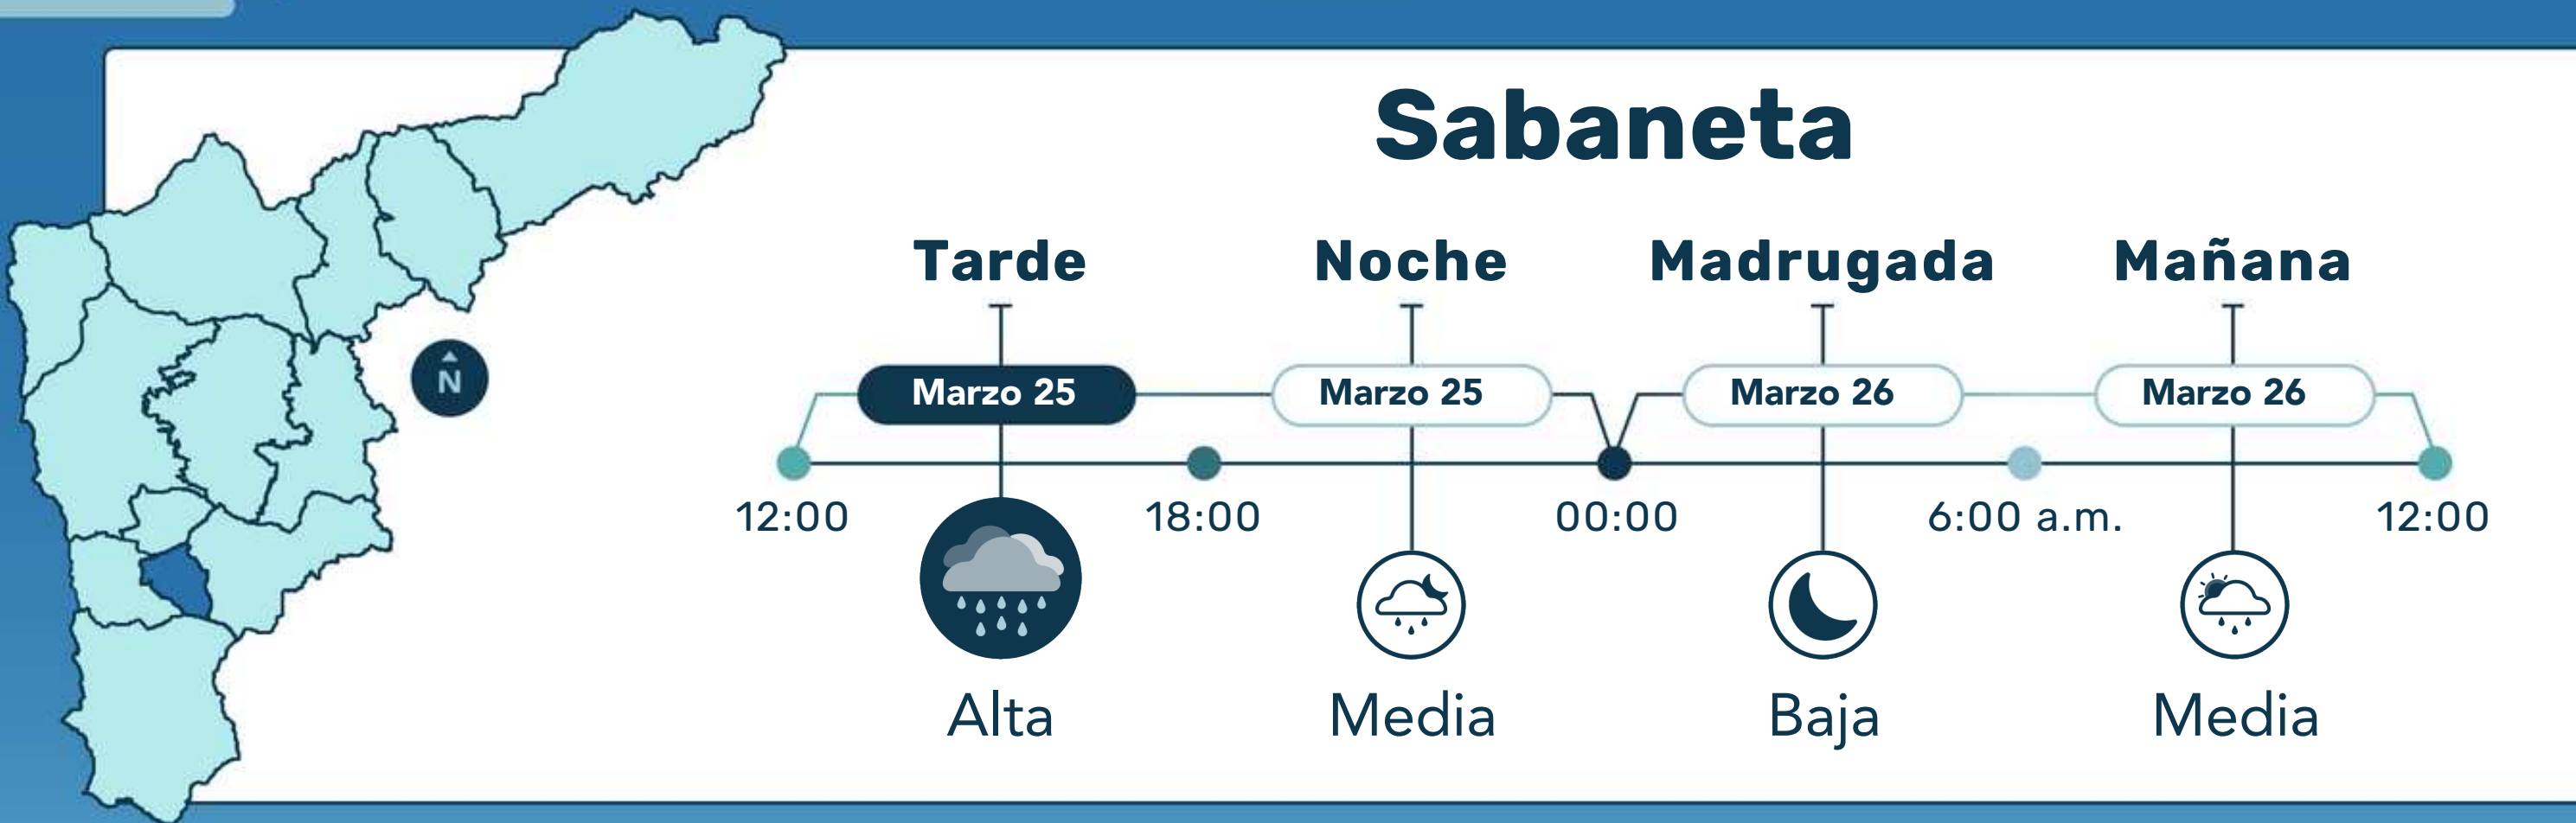 Sabaneta
Tarde Noche Madrugada Mañana
Marzo 25 Marzo 25 Marzo 26 Marzo 26
N
12:00 18:00 00:00 6:00 a.m. 12:00
Alta Media Baja Media